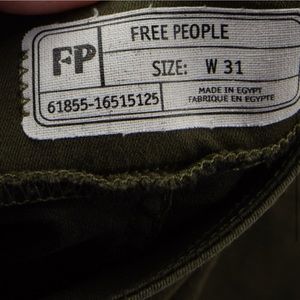 FP
FREE PEOPLE
SIZE: W 31
61855-16515125
MADE IN EGYPT
FABRIQUE EN EGYPTE